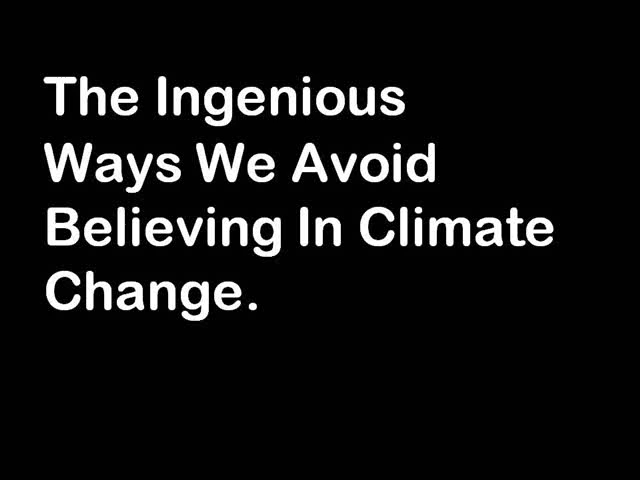 The Ingenious
Ways We Avoid
Believing In Climate
Change.